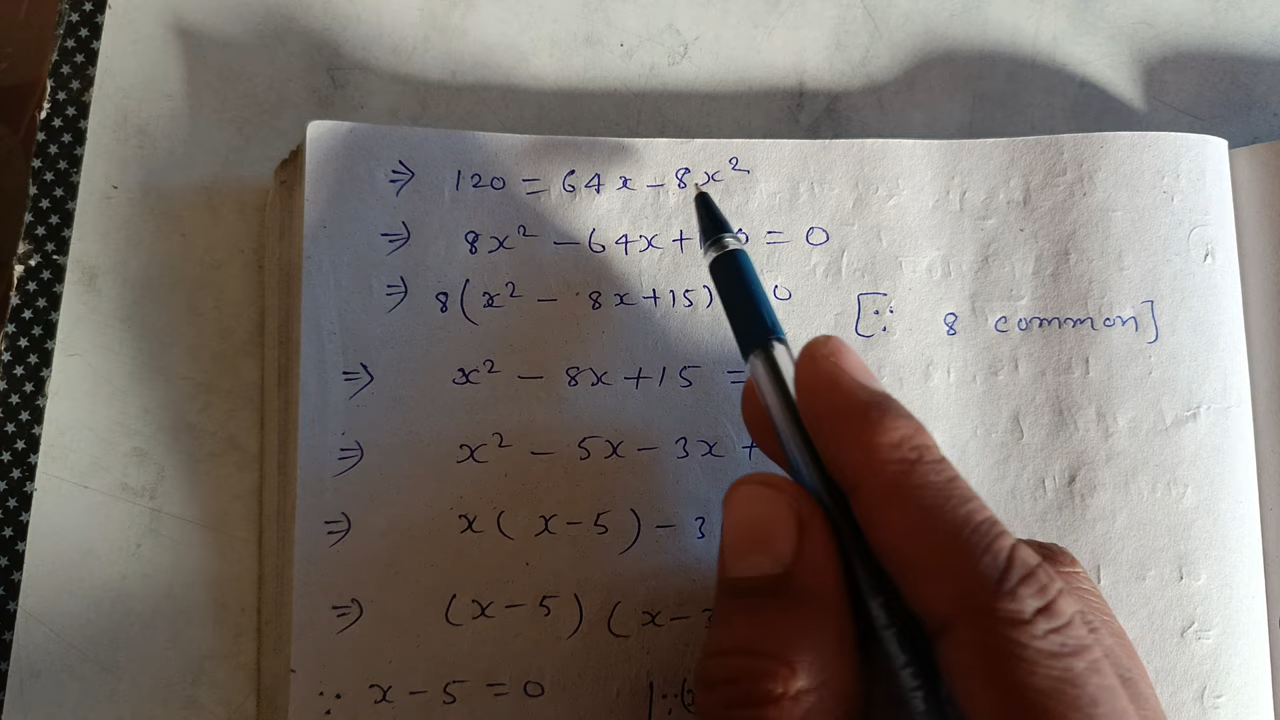 ⇒ 120 = 64x - 8x²
⇒ 8x² - 64x + 0 = 0
⇒ 8(x² - 8x + 15) 0 [∵ 8 common]
⇒ x² - 8x + 15 =
⇒ x² - 5x - 3x +
⇒ x(x - 5) - 3
⇒ (x - 5) (x -
∴ x - 5 = 0